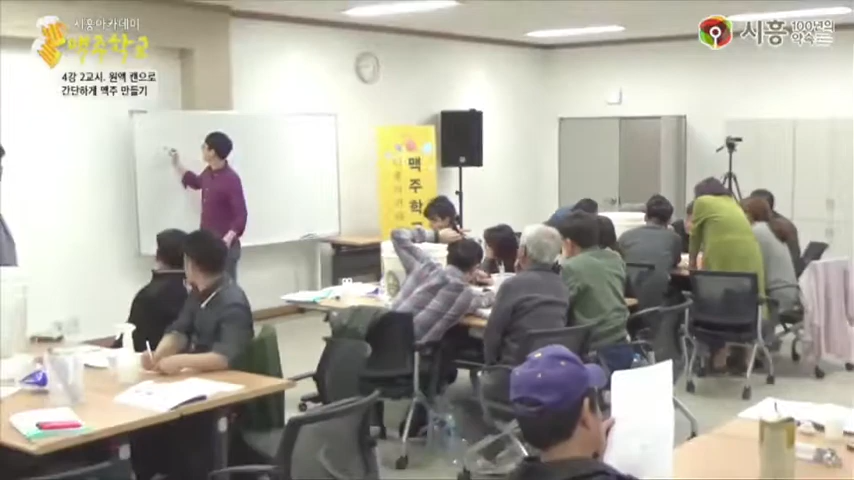 시흥아카데미
맥주학교
4강 2교시. 원액 캔으로
간단하게 맥주 만들기
시흥 100년의
약속
맥주학교